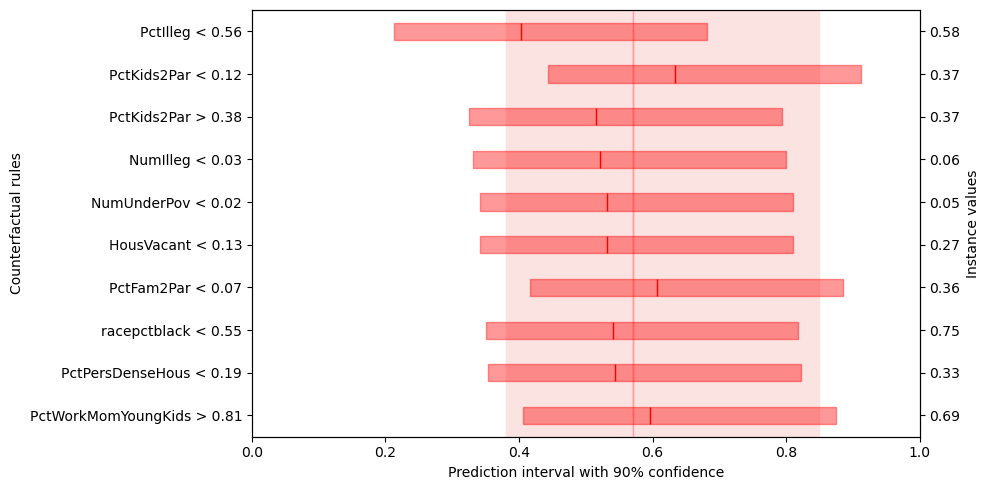 PctIlleg < 0.56 0.58
PctKids2Par < 0.12 0.37
PctKids2Par > 0.38 0.37
NumIlleg < 0.03 0.06
NumUnderPov < 0.02 0.05
HousVacant < 0.13 0.27
PctFam2Par < 0.07 0.36
racepctblack < 0.55 0.75
PctPersDenseHous < 0.19 0.33
PctWorkMomYoungKids > 0.81 0.69
Counterfactual rules
Instance values
0.0 0.2 0.4 0.6 0.8 1.0
Prediction interval with 90% confidence